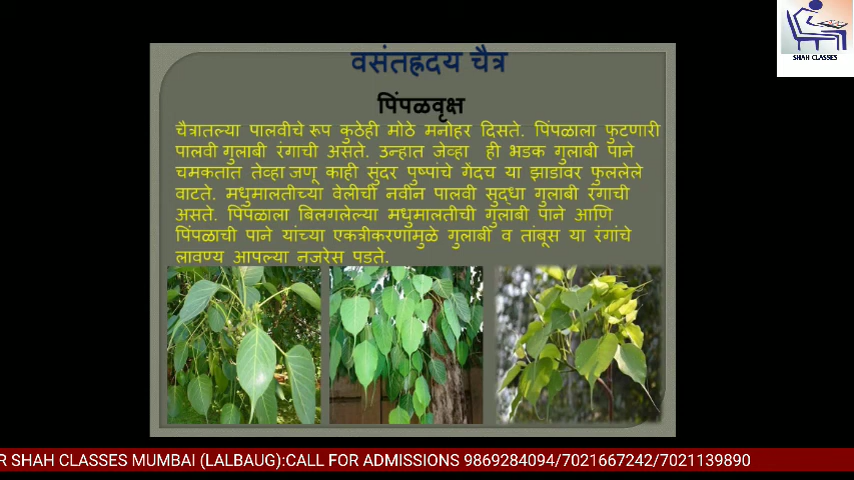 SHAH CLASSES
वसंतह्रदय चैत्र
पिंपळवृक्ष
चैत्रातल्या पालवीचे रूप कुठेही मोठे मनोहर दिसते. पिंपळाला फुटणारी
पालवी गुलाबी रंगाची असते. उन्हात जेव्हा ही भडक गुलाबी पाने
चमकतात तेव्हा जणू काही सुंदर पुष्पांचे गेंदच या झाडांवर फुललेले
वाटते. मधुमालतीच्या वेलीची नवीन पालवी सुद्धा गुलाबी रंगाची
असते. पिंपळाला बिलगलेल्या मधुमालतीची गुलाबी पाने आणि
पिंपळाची पाने यांच्या एकत्रीकरणामुळे गुलाबी व तांबूस या रंगांचे
लावण्य आपल्या नजरेस पडते.
R SHAH CLASSES MUMBAI (LALBAUG):CALL FOR ADMISSIONS 9869284094/7021667242/7021139890